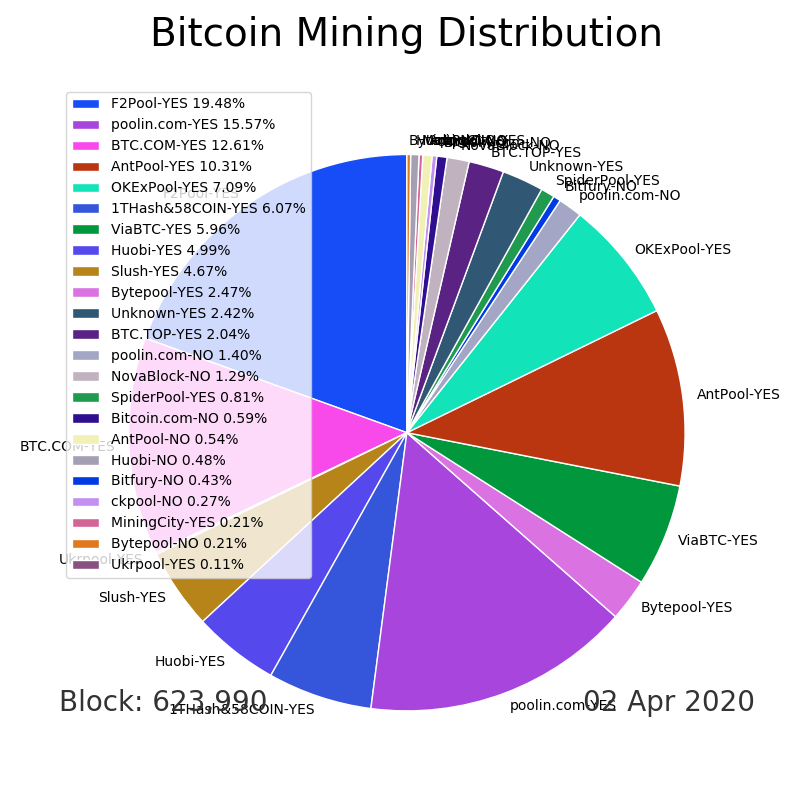 Bitcoin Mining Distribution
F2Pool-YES 19.48%
poolin.com-YES 15.57%
BTC.COM-YES 12.61%
AntPool-YES 10.31%
OKExPool-YES 7.09%
1THash&58COIN-YES 6.07%
ViaBTC-YES 5.96%
Huobi-YES 4.99%
Slush-YES 4.67%
Bytepool-YES 2.47%
Unknown-YES 2.42%
BTC.TOP-YES 2.04%
poolin.com-NO 1.40%
NovaBlock-NO 1.29%
SpiderPool-YES 0.81%
Bitcoin.com-NO 0.59%
AntPool-NO 0.54%
Huobi-NO 0.48%
Bitfury-NO 0.43%
ckpool-NO 0.27%
MiningCity-YES 0.21%
Bytepool-NO 0.21%
Ukrpool-YES 0.11%
NovaBlock-NO
BTC.TOP-YES
Unknown-YES
SpiderPool-YES
Bitfury-NO
poolin.com-NO
F2Pool-YES
OKExPool-YES
AntPool-YES
BTC.COM-YES
ViaBTC-YES
Ukrpool-YES
Slush-YES
Bytepool-YES
Huobi-YES
1THash&58COIN-YES
poolin.com-YES
Block: 623,990
02 Apr 2020